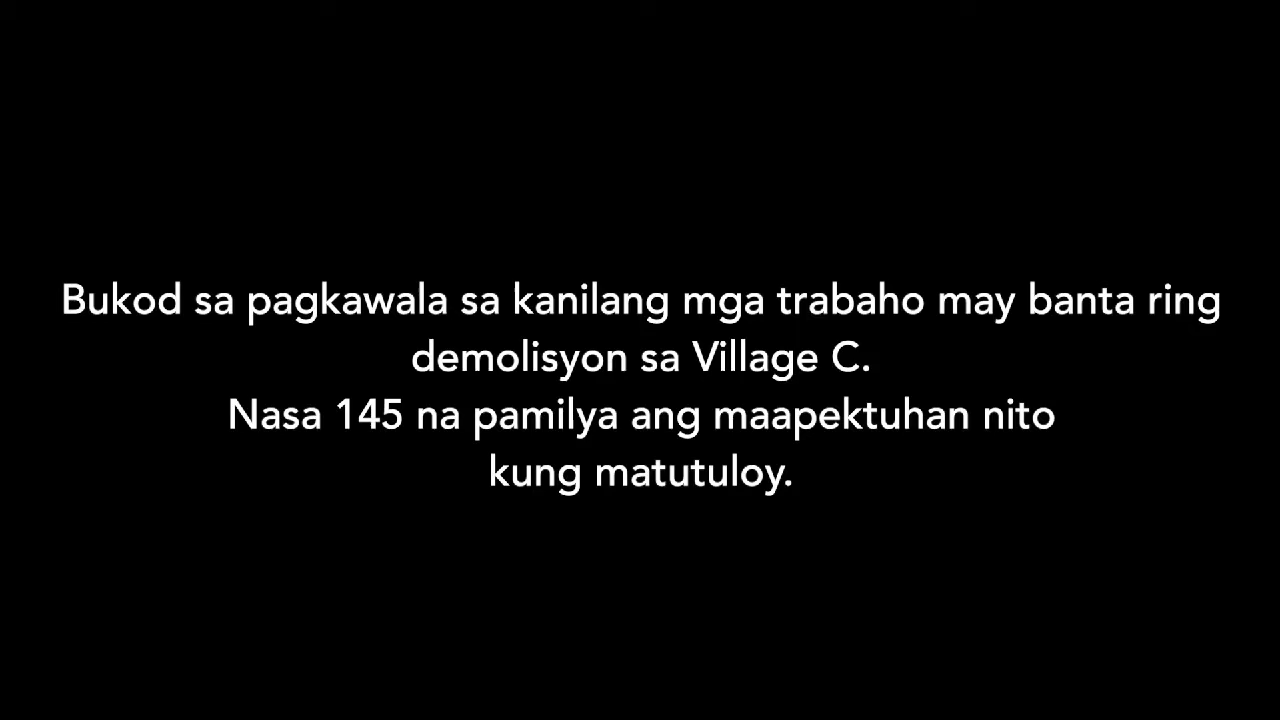 Bukod sa pagkawala sa kanilang mga trabaho may banta ring
demolisyon sa Village C.
Nasa 145 na pamilya ang maapektuhan nito
kung matutuloy.